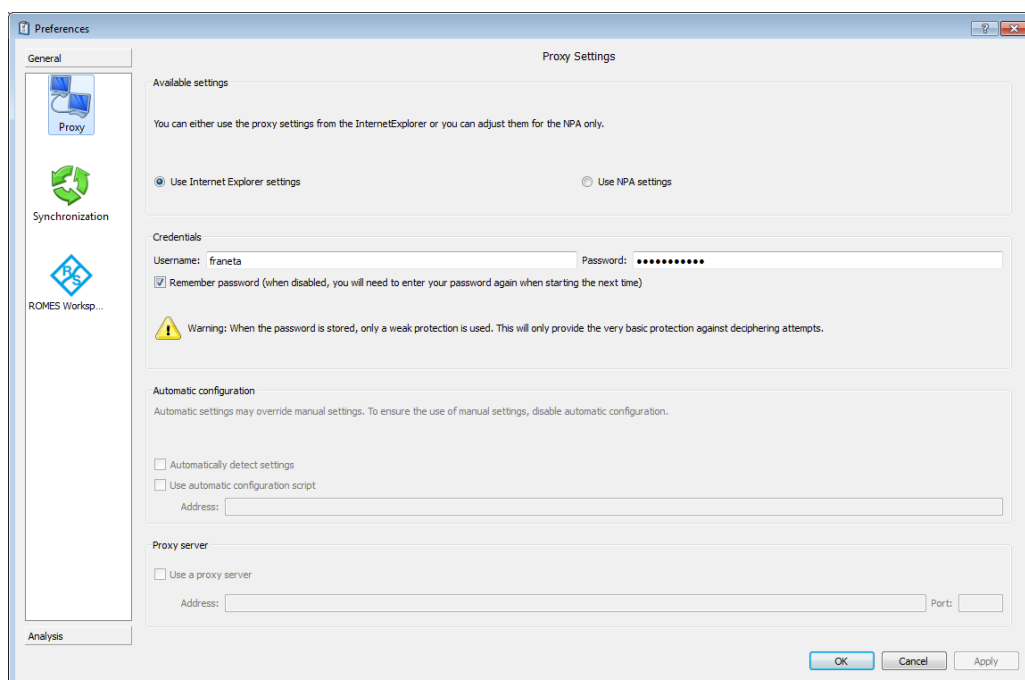 Preferences
General
Proxy
Synchronization
R S
ROMES Worksp...
Analysis
Proxy Settings
Available settings
You can either use the proxy settings from the InternetExplorer or you can adjust them for the NPA only.
Use Internet Explorer settings
Use NPA settings
Credentials
Username: franeta Password: ●●●●●●●●●●●
Remember password (when disabled, you will need to enter your password again when starting the next time)
Warning: When the password is stored, only a weak protection is used. This will only provide the very basic protection against deciphering attempts.
Automatic configuration
Automatic settings may override manual settings. To ensure the use of manual settings, disable automatic configuration.
Automatically detect settings
Use automatic configuration script
Address:
Proxy server
Use a proxy server
Address: Port:
OK Cancel Apply